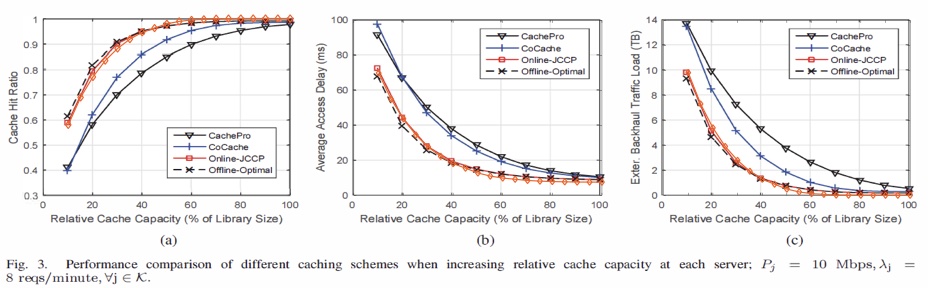 1
0.9
0.8
0.7
0.6
0.5
0.4
0.3
0 20 40 60 80 100
Cache Hit Ratio
Relative Cache Capacity (% of Library Size)
CachePro
CoCache
Online-JCCP
Offline-Optimal
(a)
100
80
60
40
20
0
0 20 40 60 80 100
Average Access Delay (ms)
Relative Cache Capacity (% of Library Size)
CachePro
CoCache
Online-JCCP
Offline-Optimal
(b)
14
12
10
8
6
4
2
0
0 20 40 60 80 100
Exter. Backhaul Traffic Load (TB)
Relative Cache Capacity (% of Library Size)
CachePro
CoCache
Online-JCCP
Offline-Optimal
(c)
Fig. 3. Performance comparison of different caching schemes when increasing relative cache capacity at each server; P_j = 10 Mbps, λ_j =
8 reqs/minute, ∀j ∈ 𝒦.